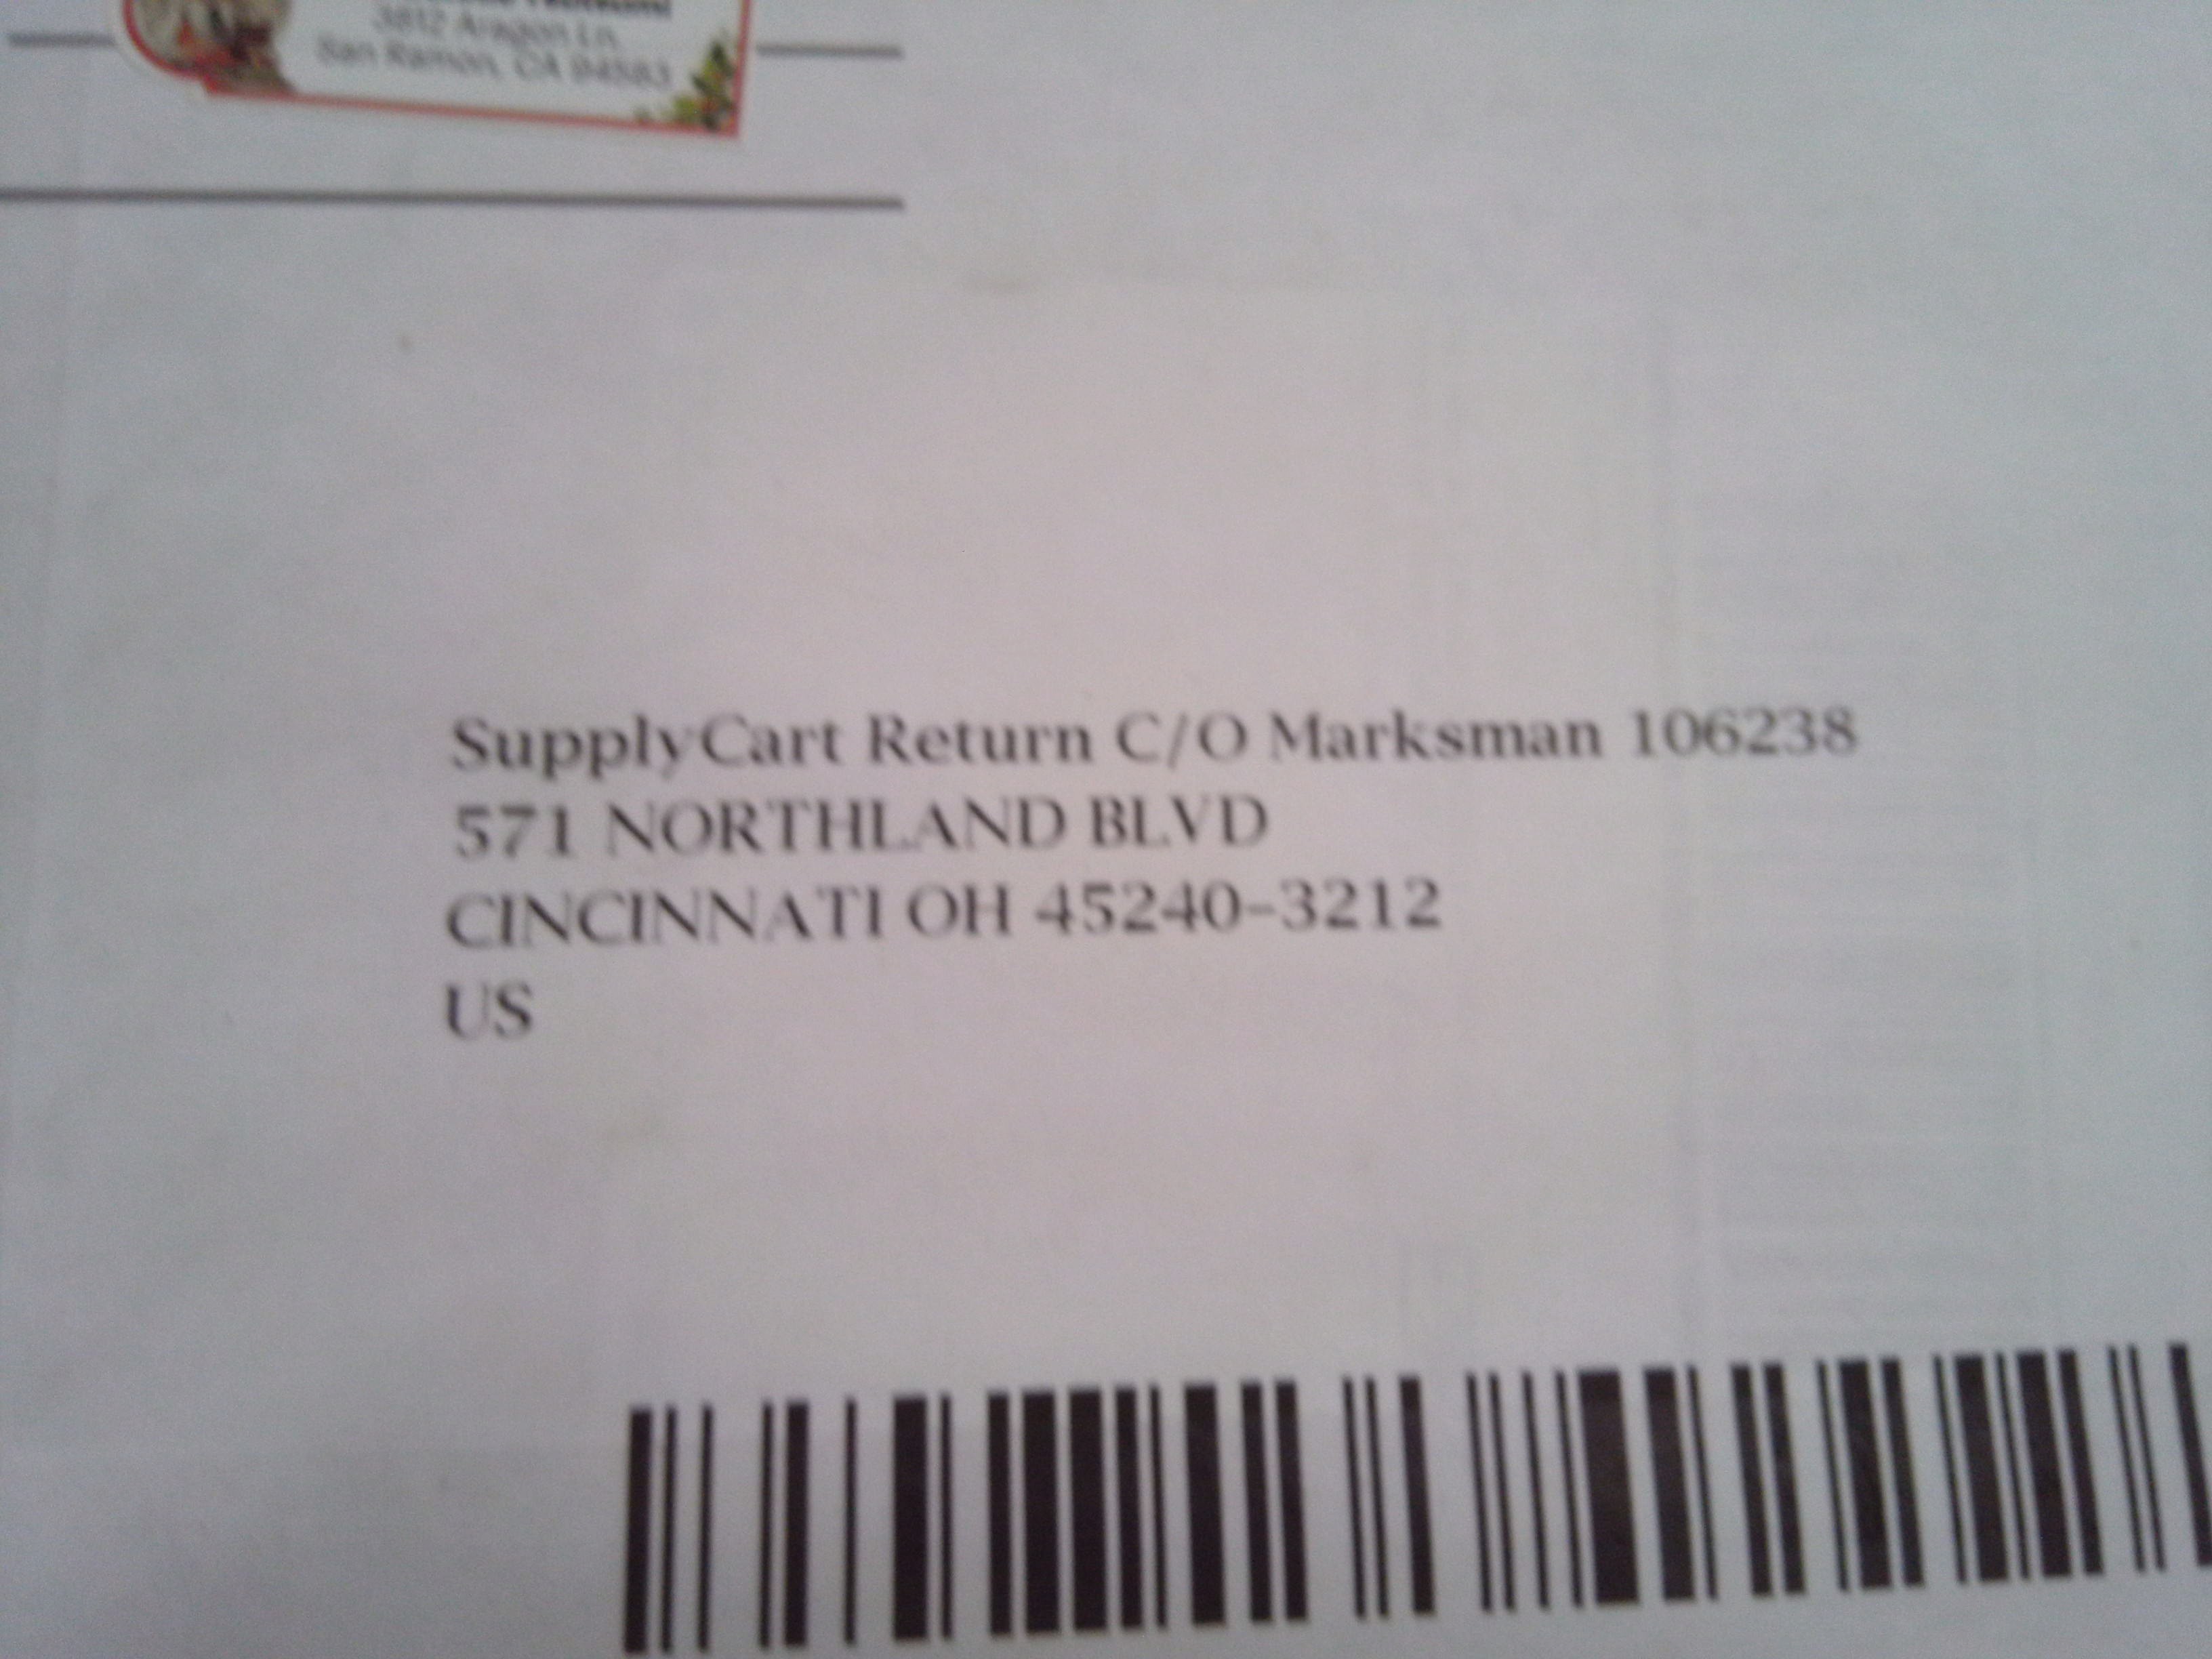 3812 Aragon Ln.
San Ramon, CA 94583
SupplyCart Return C/O Marksman 106238
571 NORTHLAND BLVD
CINCINNATI OH 45240-3212
US